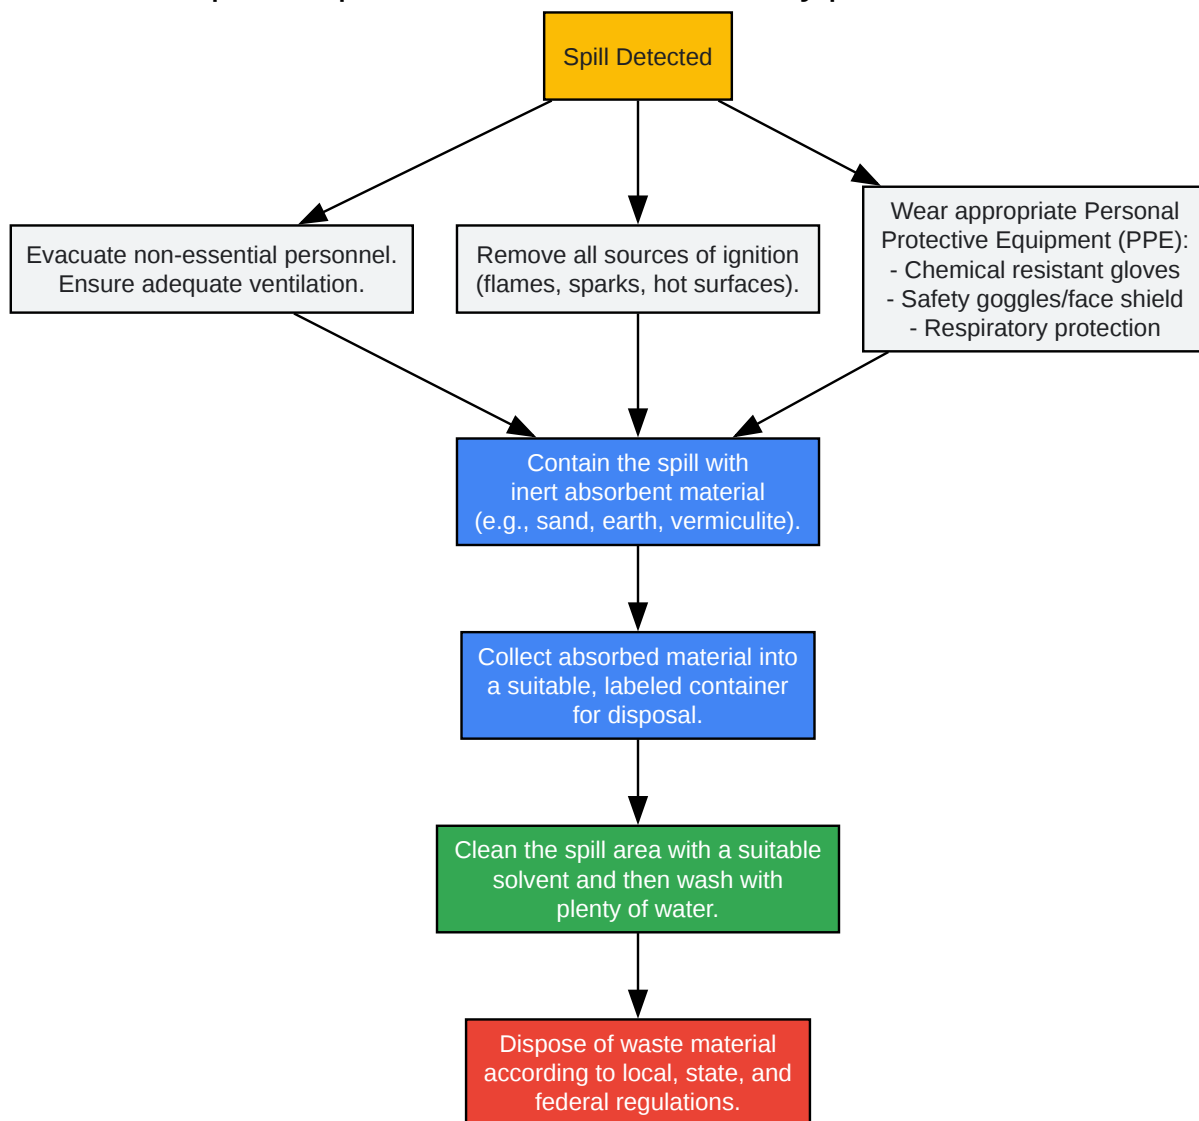 Spill Detected
Evacuate non-essential personnel.
Ensure adequate ventilation.
Remove all sources of ignition
(flames, sparks, hot surfaces).
Wear appropriate Personal
Protective Equipment (PPE):
- Chemical resistant gloves
- Safety goggles/face shield
- Respiratory protection
Contain the spill with
inert absorbent material
(e.g., sand, earth, vermiculite).
Collect absorbed material into
a suitable, labeled container
for disposal.
Clean the spill area with a suitable
solvent and then wash with
plenty of water.
Dispose of waste material
according to local, state, and
federal regulations.